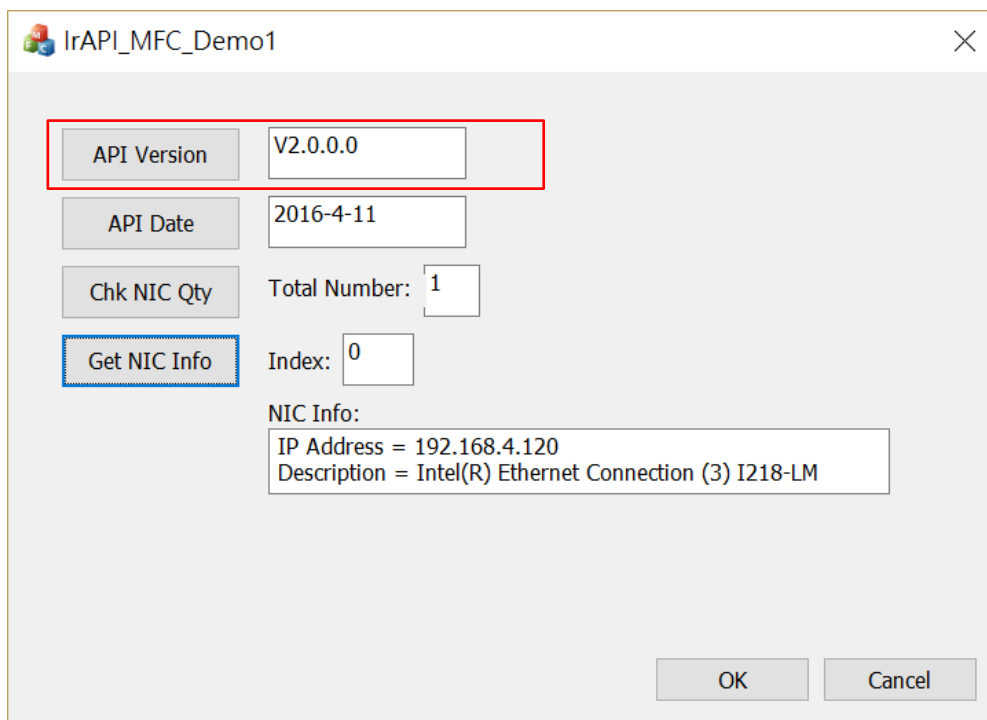 IrAPI_MFC_Demo1
API Version V2.0.0.0
API Date 2016-4-11
Chk NIC Qty Total Number: 1
Get NIC Info Index: 0
NIC Info:
IP Address = 192.168.4.120
Description = Intel(R) Ethernet Connection (3) I218-LM
OK Cancel